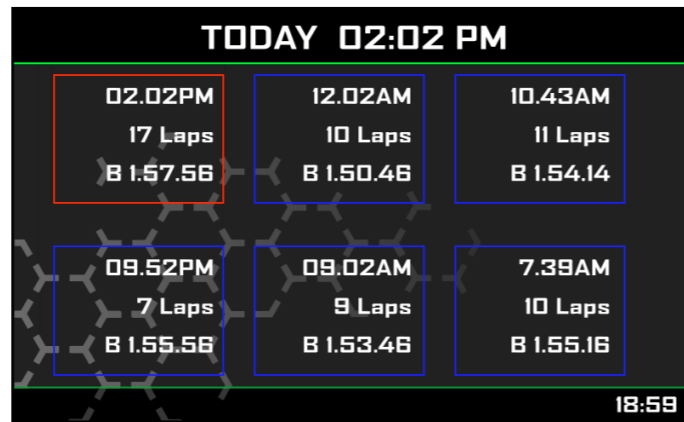 TODAY 02:02 PM
02.02PM
17 Laps
B 1.57.56
12.02AM
10 Laps
B 1.50.46
10.43AM
11 Laps
B 1.54.14
09.52PM
7 Laps
B 1.55.56
09.02AM
9 Laps
B 1.53.46
7.39AM
10 Laps
B 1.55.16
18:59